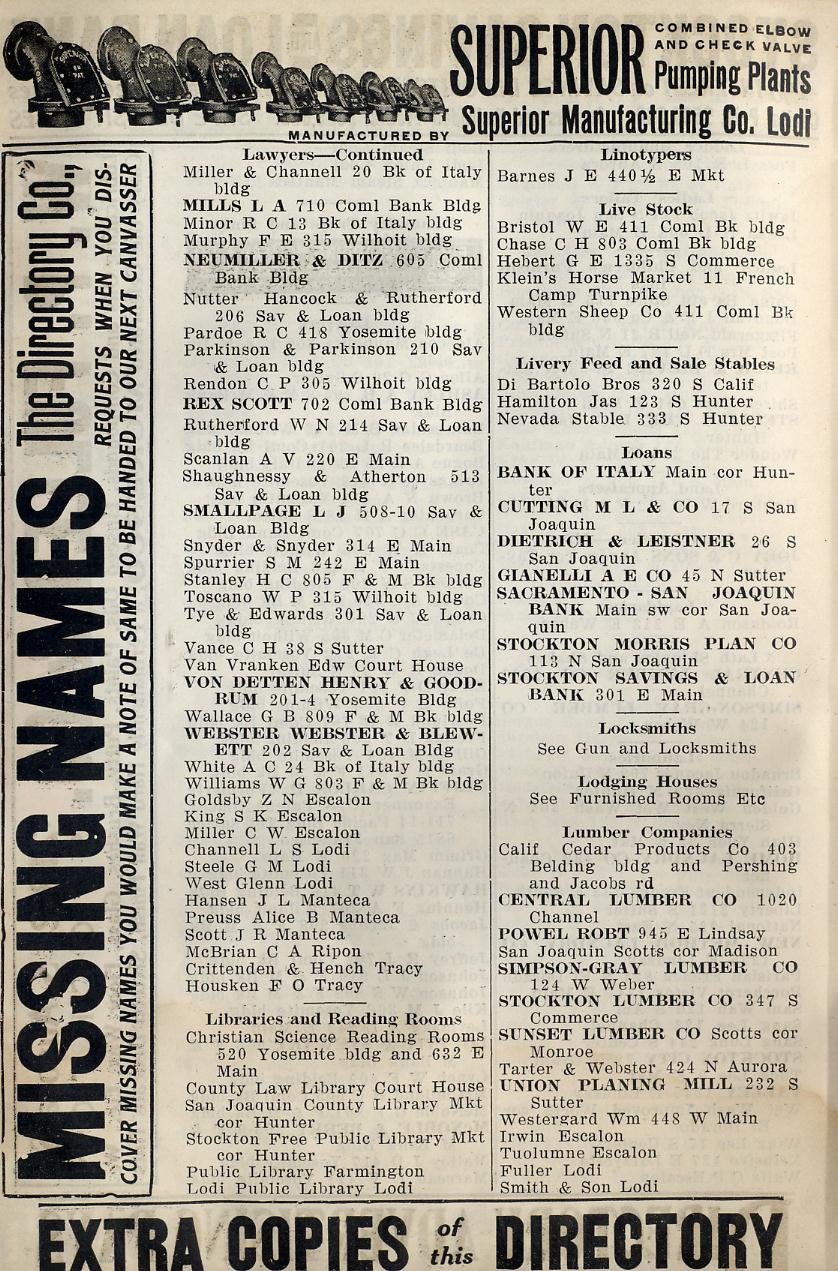 SUPERIOR COMBINED ELBOW
AND CHECK VALVE
Pumping Plants
MANUFACTURED BY Superior Manufacturing Co. Lodi
MISSING NAMES The Directory Co.,
REQUESTS WHEN YOU DIS-
COVER MISSING NAMES YOU WOULD MAKE A NOTE OF SAME TO BE HANDED TO OUR NEXT CANVASSER
Lawyers—Continued
Miller & Channell 20 Bk of Italy
bldg
MILLS L A 710 Coml Bank Bldg
Minor R C 13 Bk of Italy bldg
Murphy F E 315 Wilhoit bldg
NEUMILLER & DITZ 605 Coml
Bank Bldg
Nutter Hancock & Rutherford
206 Sav & Loan bldg
Pardoe R C 418 Yosemite bldg
Parkinson & Parkinson 210 Sav
& Loan bldg
Rendon C P 305 Wilhoit bldg
REX SCOTT 702 Coml Bank Bldg
Rutherford W N 214 Sav & Loan
bldg
Scanlan A V 220 E Main
Shaughnessy & Atherton 513
Sav & Loan bldg
SMALLPAGE L J 508-10 Sav &
Loan Bldg
Snyder & Snyder 314 E Main
Spurrier S M 242 E Main
Stanley H C 805 F & M Bk bldg
Toscano W P 315 Wilhoit bldg
Tye & Edwards 301 Sav & Loan
bldg
Vance C H 38 S Sutter
Van Vranken Edw Court House
VON DETTEN HENRY & GOOD-
RUM 201-4 Yosemite Bldg
Wallace G B 809 F & M Bk bldg
WEBSTER WEBSTER & BLEW-
ETT 202 Sav & Loan Bldg
White A C 24 Bk of Italy bldg
Williams W G 803 F & M Bk bldg
Goldsby Z N Escalon
King S K Escalon
Miller C W Escalon
Channell L S Lodi
Steele G M Lodi
West Glenn Lodi
Hansen J L Manteca
Preuss Alice B Manteca
Scott J R Manteca
McBrian C A Ripon
Crittenden & Hench Tracy
Housken F O Tracy
Libraries and Reading Rooms
Christian Science Reading Rooms
520 Yosemite bldg and 632 E
Main
County Law Library Court House
San Joaquin County Library Mkt
cor Hunter
Stockton Free Public Library Mkt
cor Hunter
Public Library Farmington
Lodi Public Library Lodi
Linotypers
Barnes J E 440½ E Mkt
Live Stock
Bristol W E 411 Coml Bk bldg
Chase C H 803 Coml Bk bldg
Hebert G E 1335 S Commerce
Klein's Horse Market 11 French
Camp Turnpike
Western Sheep Co 411 Coml Bk
bldg
Livery Feed and Sale Stables
Di Bartolo Bros 320 S Calif
Hamilton Jas 123 S Hunter
Nevada Stable 333 S Hunter
Loans
BANK OF ITALY Main cor Hun-
ter
CUTTING M L & CO 17 S San
Joaquin
DIETRICH & LEISTNER 26 S
San Joaquin
GIANELLI A E CO 45 N Sutter
SACRAMENTO - SAN JOAQUIN
BANK Main sw cor San Joa-
quin
STOCKTON MORRIS PLAN CO
113 N San Joaquin
STOCKTON SAVINGS & LOAN
BANK 301 E Main
Locksmiths
See Gun and Locksmiths
Lodging Houses
See Furnished Rooms Etc
Lumber Companies
Calif Cedar Products Co 403
Belding bldg and Pershing
and Jacobs rd
CENTRAL LUMBER CO 1020
Channel
POWEL ROBT 945 E Lindsay
San Joaquin Scotts cor Madison
SIMPSON-GRAY LUMBER CO
124 W Weber
STOCKTON LUMBER CO 347 S
Commerce
SUNSET LUMBER CO Scotts cor
Monroe
Tarter & Webster 424 N Aurora
UNION PLANING MILL 232 S
Sutter
Westergard Wm 448 W Main
Irwin Escalon
Tuolumne Escalon
Fuller Lodi
Smith & Son Lodi
EXTRA COPIES of this DIRECTORY